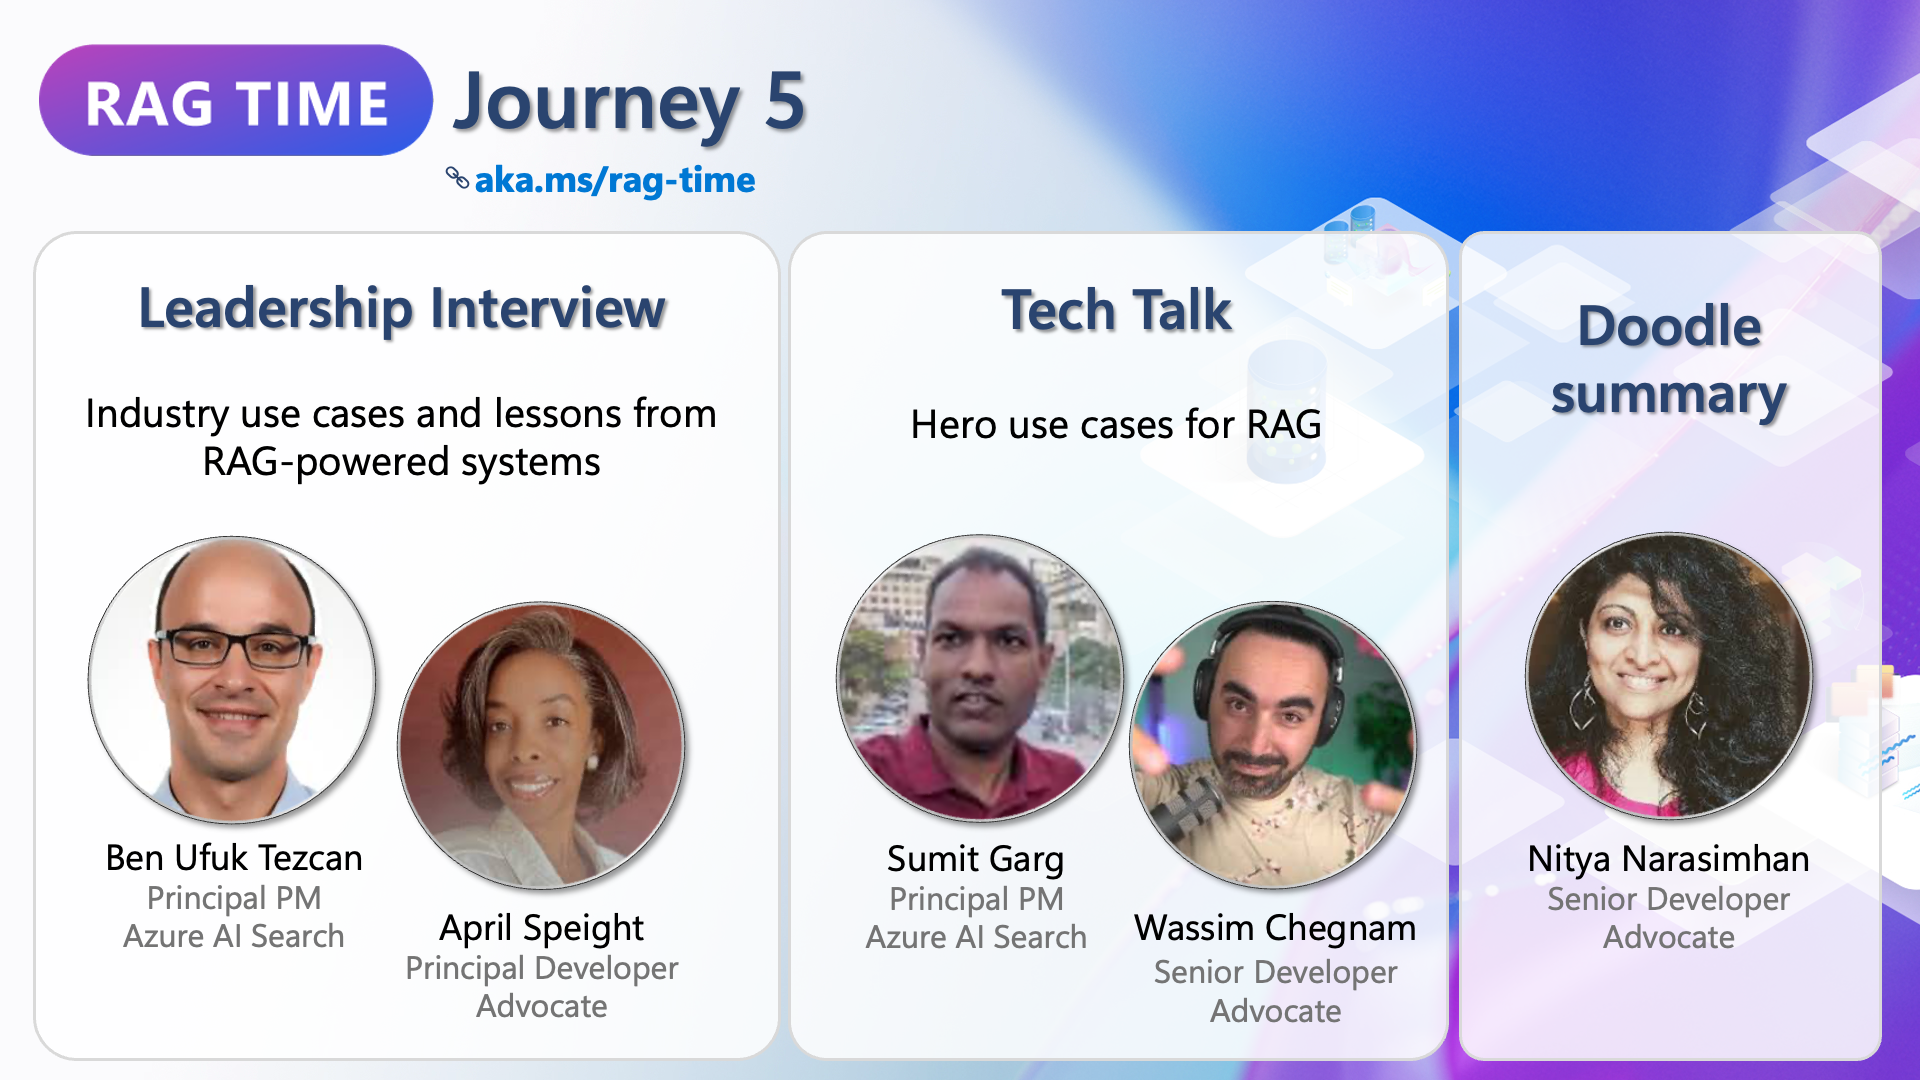 RAG TIME
Journey 5
aka.ms/rag-time
Leadership Interview
Industry use cases and lessons from
RAG-powered systems
Ben Ufuk Tezcan
Principal PM
Azure AI Search
April Speight
Principal Developer
Advocate
Tech Talk
Hero use cases for RAG
Sumit Garg
Principal PM
Azure AI Search
Wassim Chegnam
Senior Developer
Advocate
Doodle
summary
Nitya Narasimhan
Senior Developer
Advocate